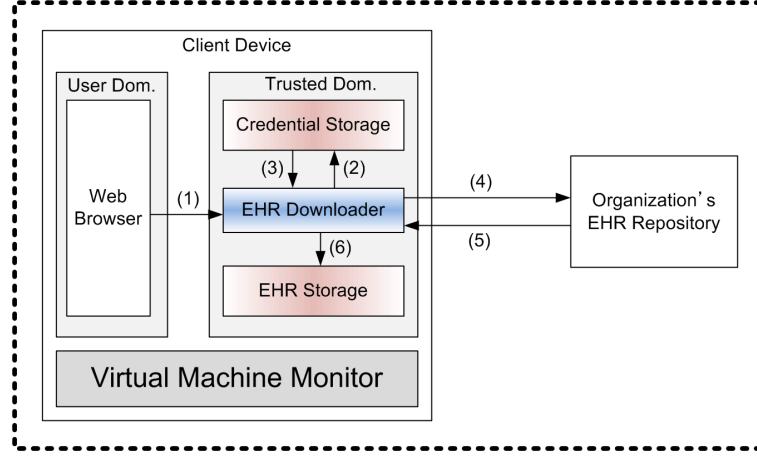 Client Device
User Dom.
Trusted Dom.
Credential Storage
(3)
(2)
(4)
Web
Browser
(1)
EHR Downloader
Organization's
EHR Repository
(5)
(6)
EHR Storage
Virtual Machine Monitor